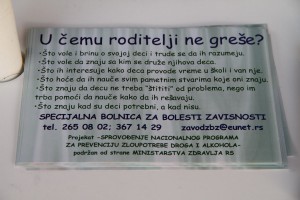 U čemu roditelji ne greše?
•Što vole i brinu o svojoj deci i trude se da ih razumeju.
•Što vole da znaju sa kim se druže njihova deca.
•Što ih interesuje kako deca provode vreme u školi i van nje.
•Što hoće da ih nauče svim pametnim stvarima koje oni znaju.
•Što znaju da decu ne treba "štititi" od problema, nego im
treba pomoći da nauče kako da ih rešavaju.
•Što znaju kad su deci potrebni, a kad nisu.
SPECIJALNA BOLNICA ZA BOLESTI ZAVISNOSTI
tel. 265 08 02; 367 14 29 zavodzbz@eunet.rs
Projekat -SPROVOĐENJE NACIONALNOG PROGRAMA
ZA PREVENCIJU ZLOUPOTREBE DROGA I ALKOHOLA-
podržan od strane MINISTARSTVA ZDRAVLJA RS